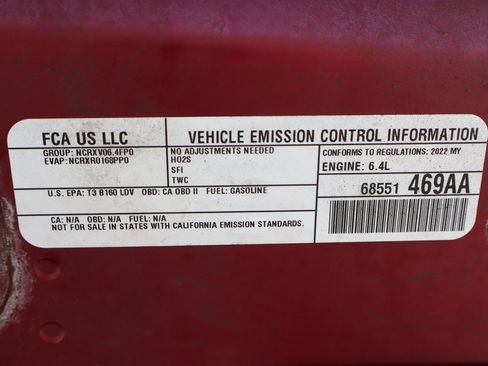 FCA US LLC
VEHICLE EMISSION CONTROL INFORMATION
GROUP: NCRXV06.4FP0
EVAP: NCRXR0168PP0
NO ADJUSTMENTS NEEDED
HO2S
SFI
TWC
CONFORMS TO REGULATIONS: 2022 MY
ENGINE: 6.4L
68551 469AA
U.S. EPA: T3 B160 LDV OBD: CA OBD II FUEL: GASOLINE
CA: N/A OBD: N/A FUEL: N/A
NOT FOR SALE IN STATES WITH CALIFORNIA EMISSION STANDARDS.